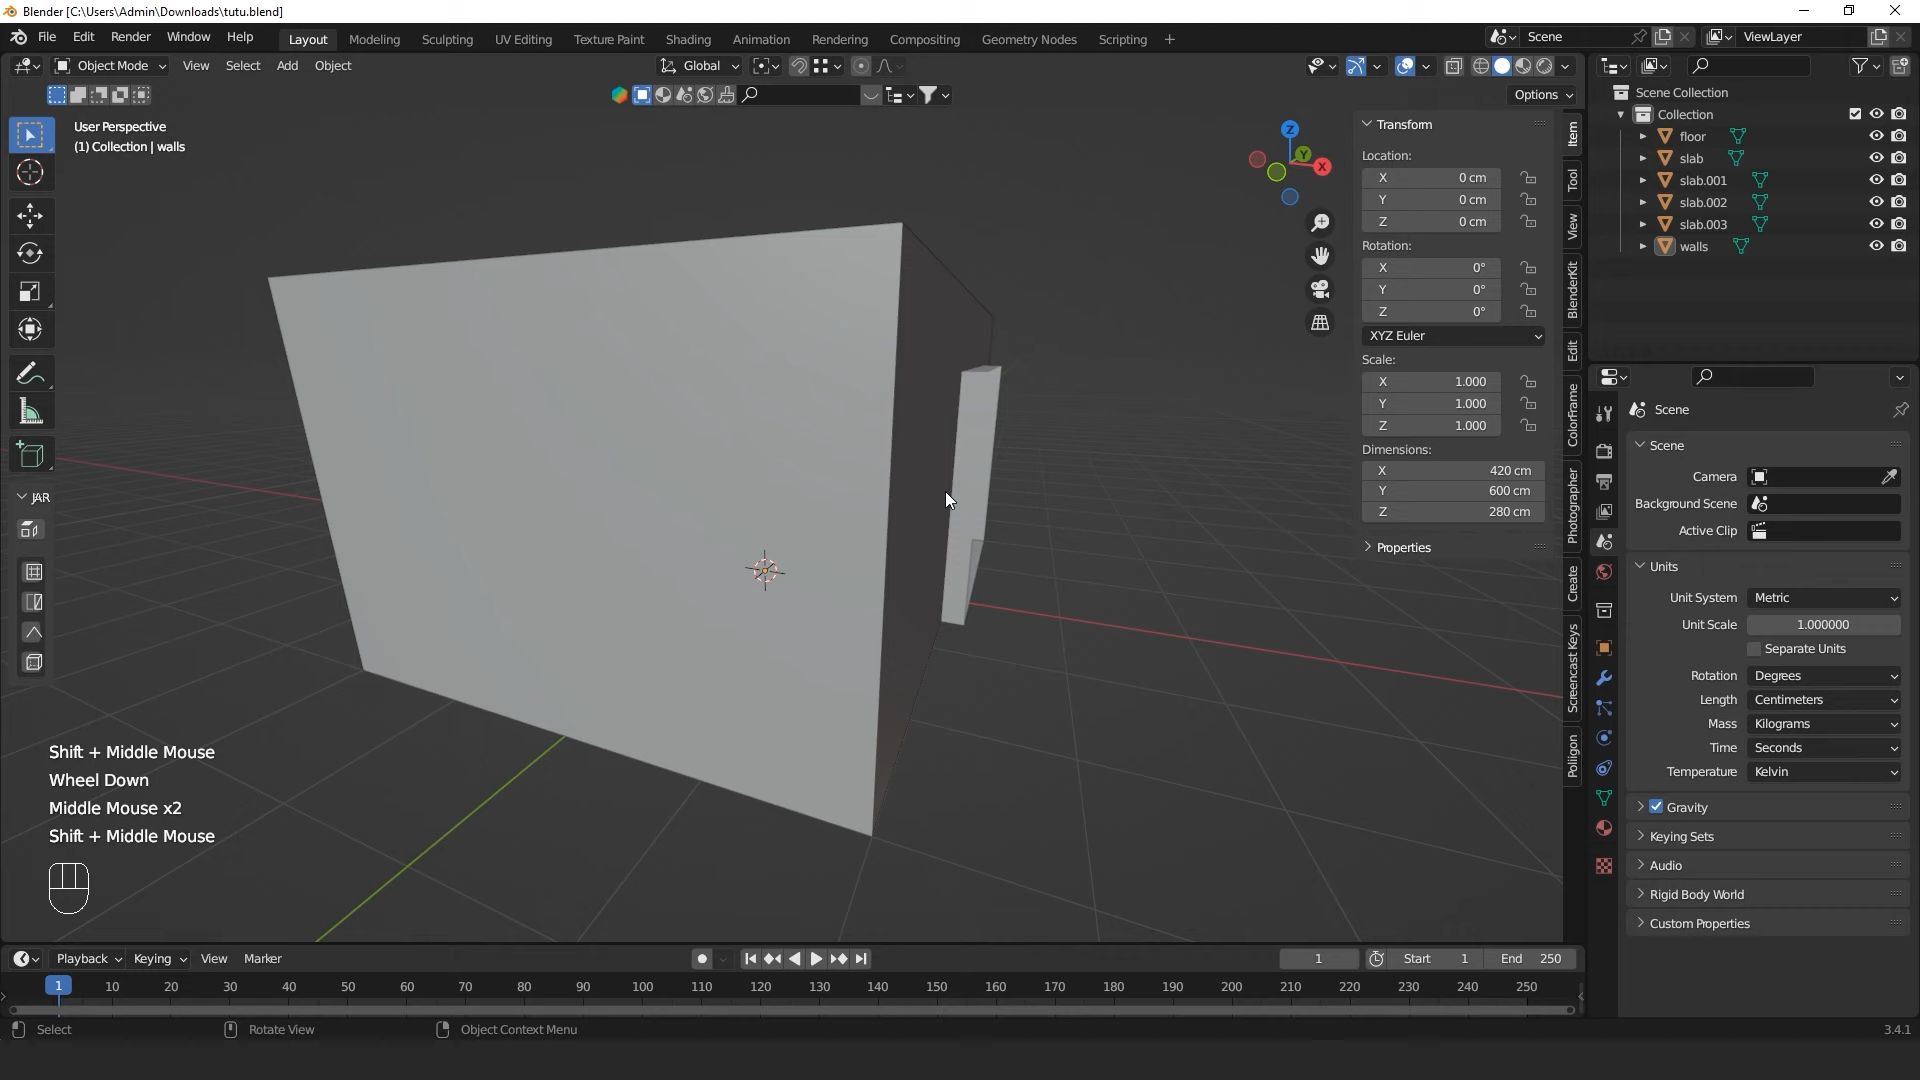 Blender [C:\Users\Admin\Downloads\tutu.blend]
File Edit Render Window Help
Layout Modeling Sculpting UV Editing Texture Paint Shading Animation Rendering Compositing Geometry Nodes Scripting +
Scene
ViewLayer
Object Mode View Select Add Object
Global
Options
User Perspective
(1) Collection | walls
Z
Y
X
JAR
Transform
Location:
X 0 cm
Y 0 cm
Z 0 cm
Rotation:
X 0°
Y 0°
Z 0°
XYZ Euler
Scale:
X 1.000
Y 1.000
Z 1.000
Dimensions:
X 420 cm
Y 600 cm
Z 280 cm
Properties
Item
Tool
View
BlenderKit
Edit
ColorFrame
Photographer
Create
Screencast Keys
Poliigon
Scene Collection
Collection
floor
slab
slab.001
slab.002
slab.003
walls
Scene
Scene
Camera
Background Scene
Active Clip
Units
Unit System Metric
Unit Scale 1.000000
Separate Units
Rotation Degrees
Length Centimeters
Mass Kilograms
Time Seconds
Temperature Kelvin
Gravity
Keying Sets
Audio
Rigid Body World
Custom Properties
Shift + Middle Mouse
Wheel Down
Middle Mouse x2
Shift + Middle Mouse
Playback Keying View Marker
1 Start 1 End 250
1 10 20 30 40 50 60 70 80 90 100 110 120 130 140 150 160 170 180 190 200 210 220 230 240 250
Select Rotate View Object Context Menu
3.4.1